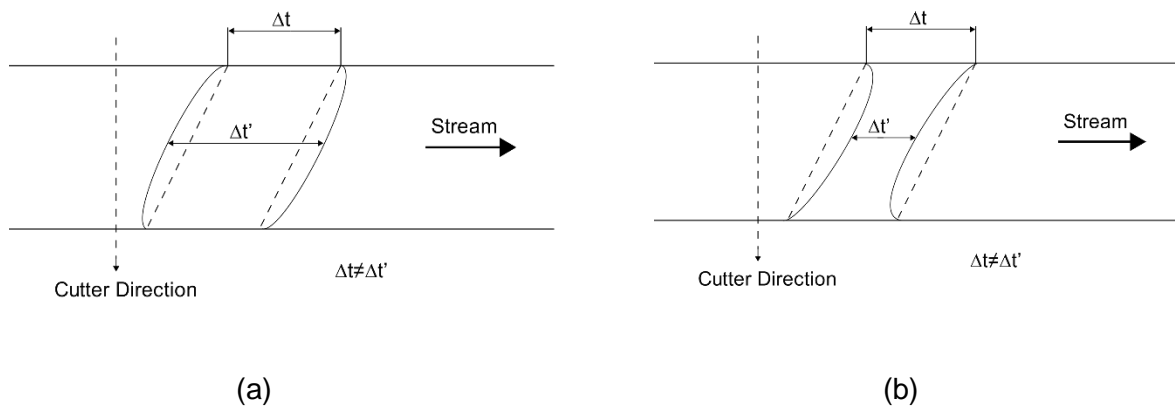 Δt
Δt'
Stream
Cutter Direction
Δt≠Δt'
(a)
Δt
Δt'
Stream
Cutter Direction
Δt≠Δt'
(b)